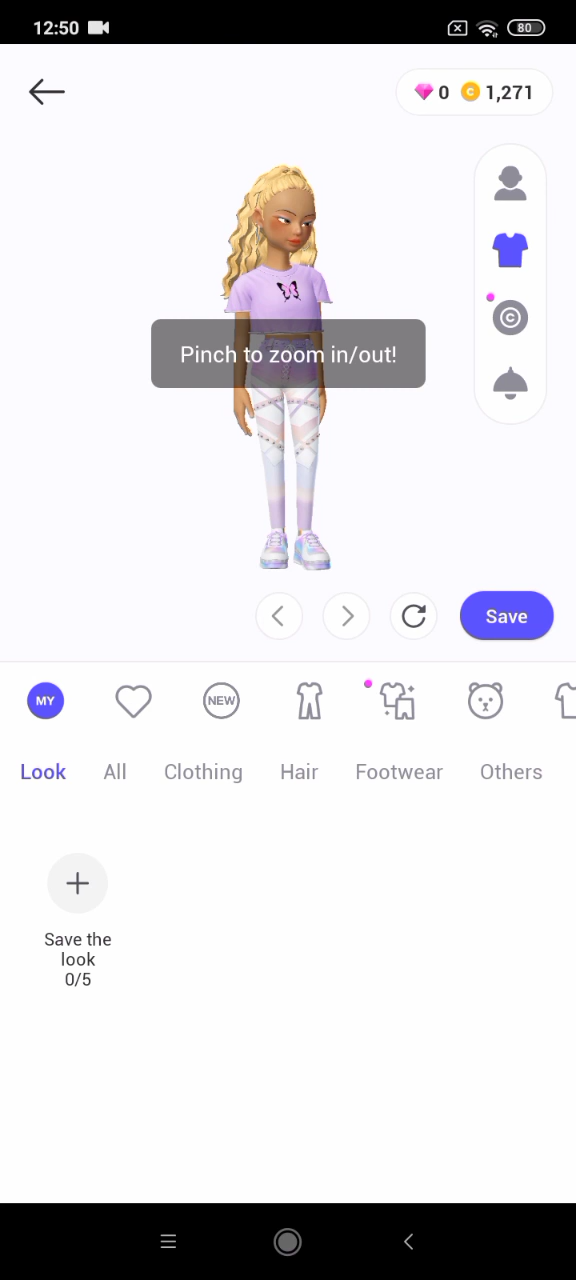 12:50
80
0
C
1,271
C
Pinch to zoom in/out!
Save
MY
NEW
Look
All
Clothing
Hair
Footwear
Others
Save the
look
0/5